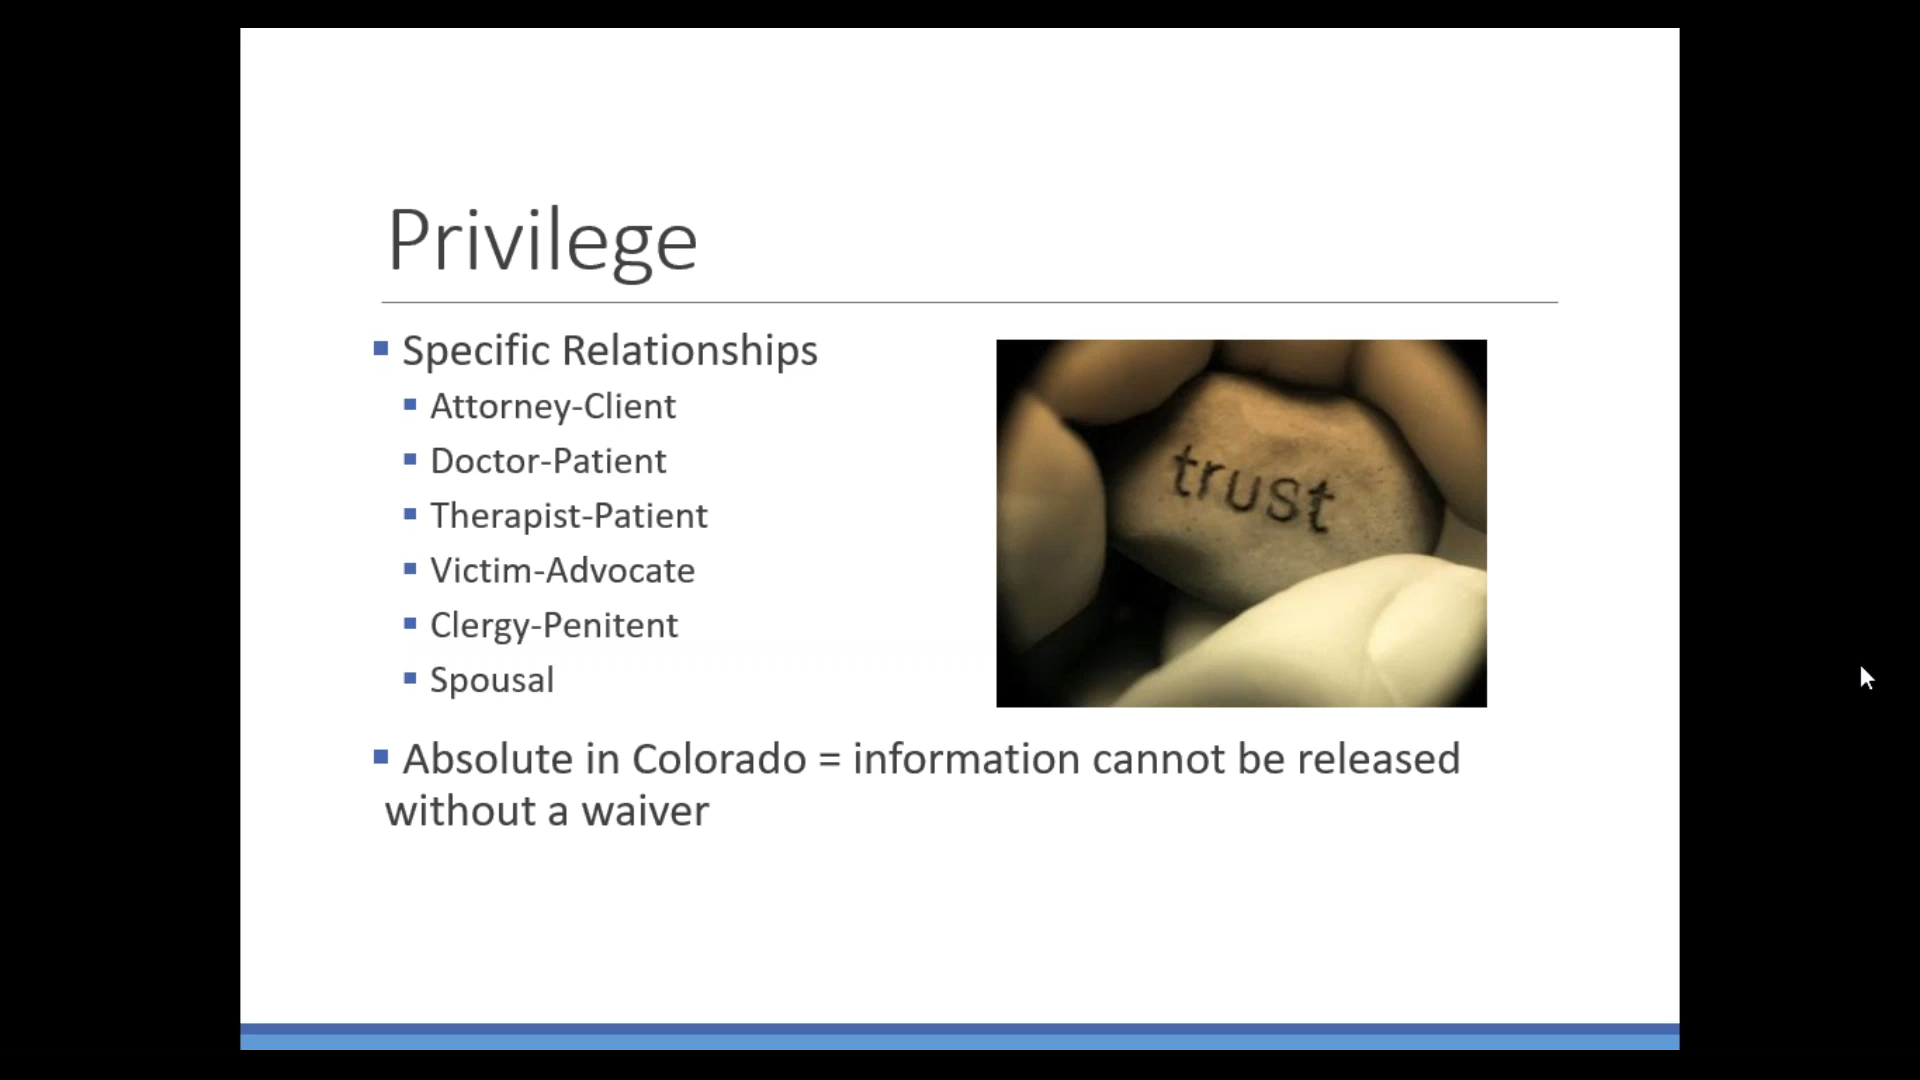 Privilege
Specific Relationships
Attorney-Client
Doctor-Patient
Therapist-Patient
Victim-Advocate
Clergy-Penitent
Spousal
trust
Absolute in Colorado = information cannot be released
without a waiver